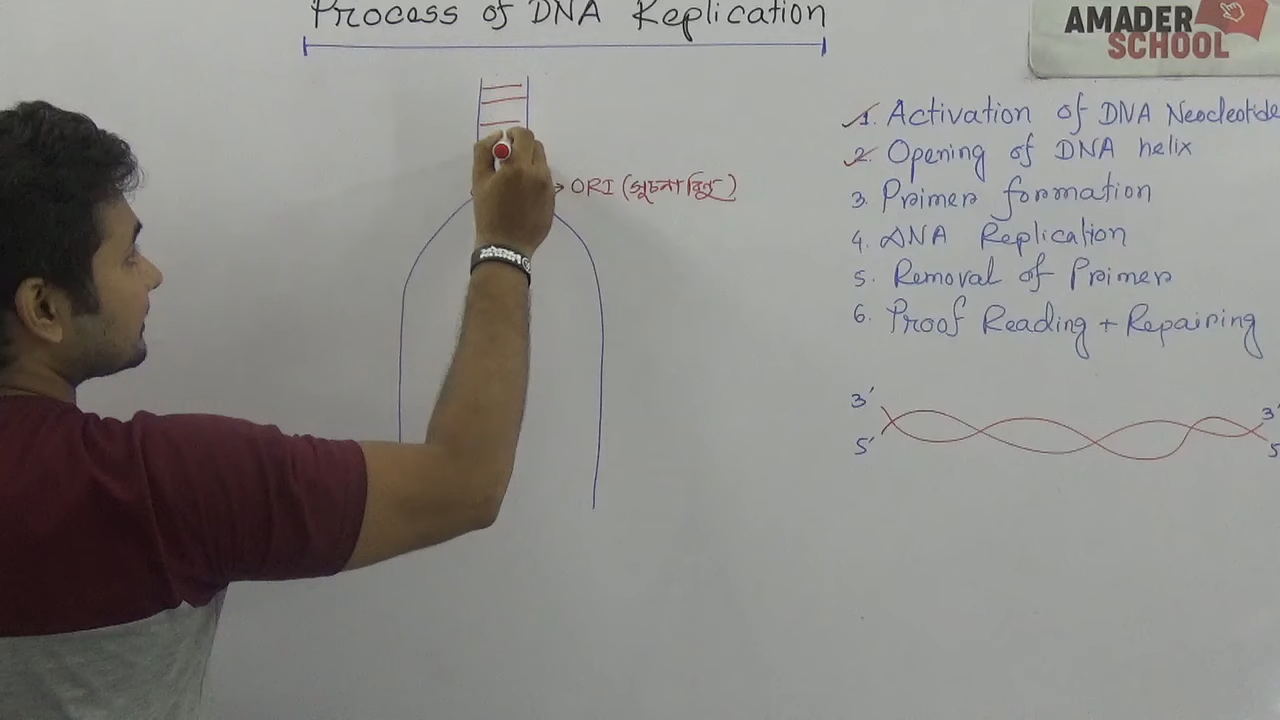 Process of DNA Replication
AMADER
SCHOOL
ORI (সূচনা বিন্দু)
1. Activation of DNA Neocleotide
2. Opening of DNA helix
3. Primer formation
4. DNA Replication
5. Removal of Primer
6. Proof Reading + Repairing
3' 3'
5' 5